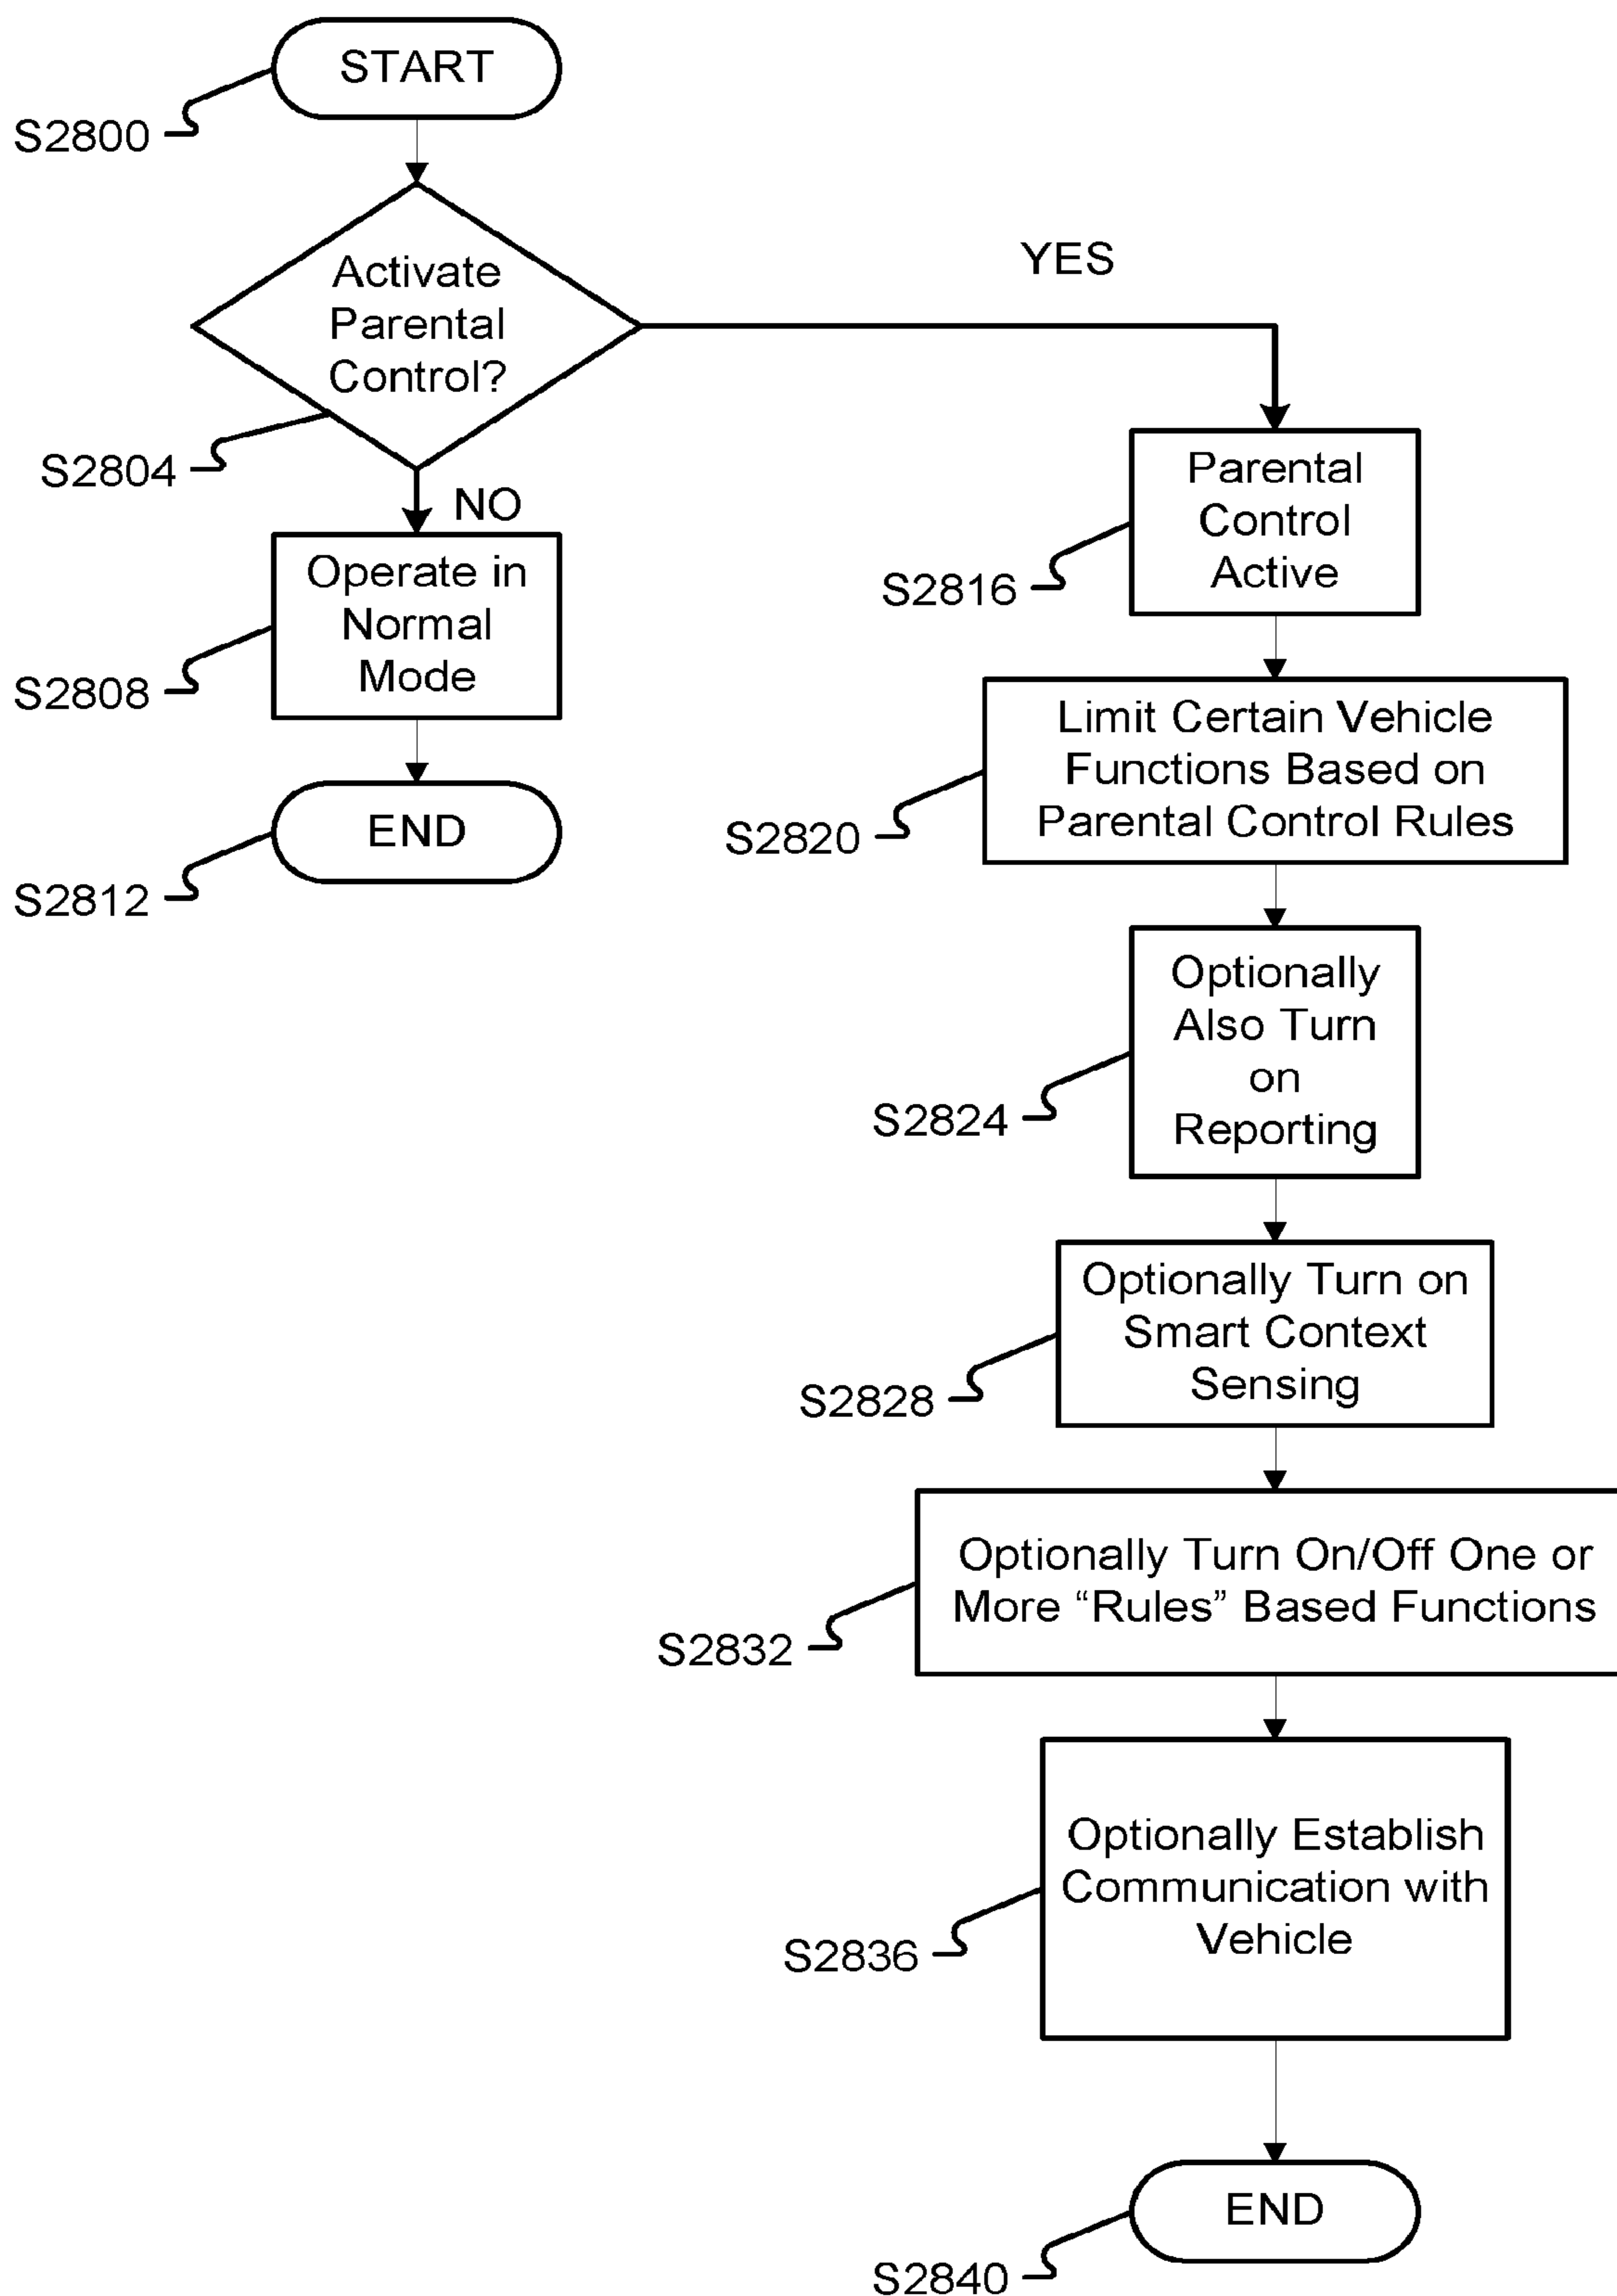 START
S2800
Activate
Parental
Control?
YES
S2804
NO
Operate in
Normal
Mode
S2808
END
S2812
Parental
Control
Active
S2816
Limit Certain Vehicle
Functions Based on
Parental Control Rules
S2820
Optionally
Also Turn
on
Reporting
S2824
Optionally Turn on
Smart Context
Sensing
S2828
Optionally Turn On/Off One or
More “Rules” Based Functions
S2832
Optionally Establish
Communication with
Vehicle
S2836
END
S2840